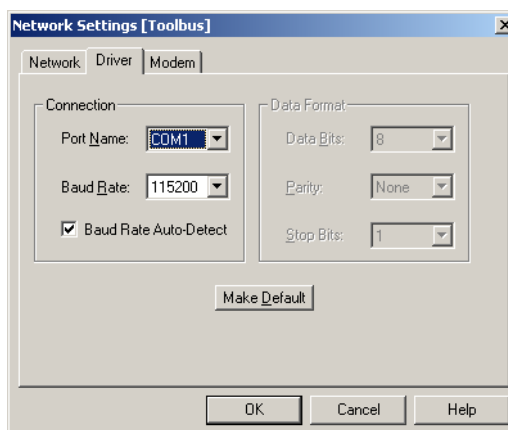 Network Settings [Toolbus]
Network Driver Modem
Connection
Port Name: COM1
Baud Rate: 115200
Baud Rate Auto-Detect
Data Format
Data Bits: 8
Parity: None
Stop Bits: 1
Make Default
OK Cancel Help